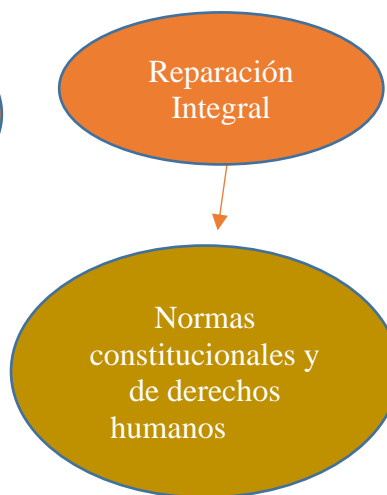 Reparación
Integral
Normas
constitucionales y
de derechos
humanos